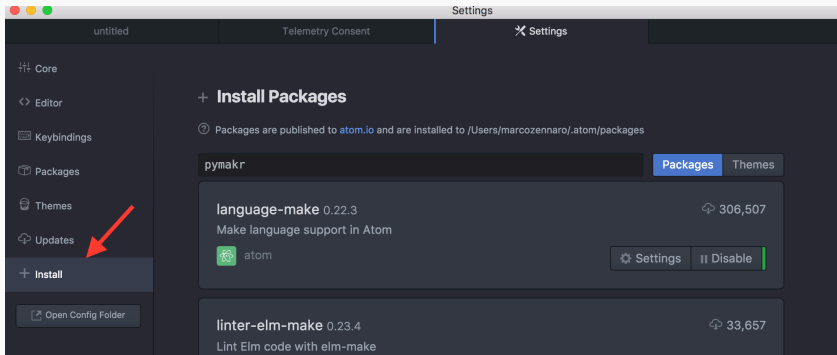 Settings
untitled
Telemetry Consent
Settings
Core
Editor
Keybindings
Packages
Themes
Updates
Install
Open Config Folder
+ Install Packages
Packages are published to atom.io and are installed to /Users/marcozennaro/.atom/packages
pymakr
Packages Themes
language-make 0.22.3
306,507
Make language support in Atom
atom
Settings
Disable
linter-elm-make 0.23.4
33,657
Lint Elm code with elm-make